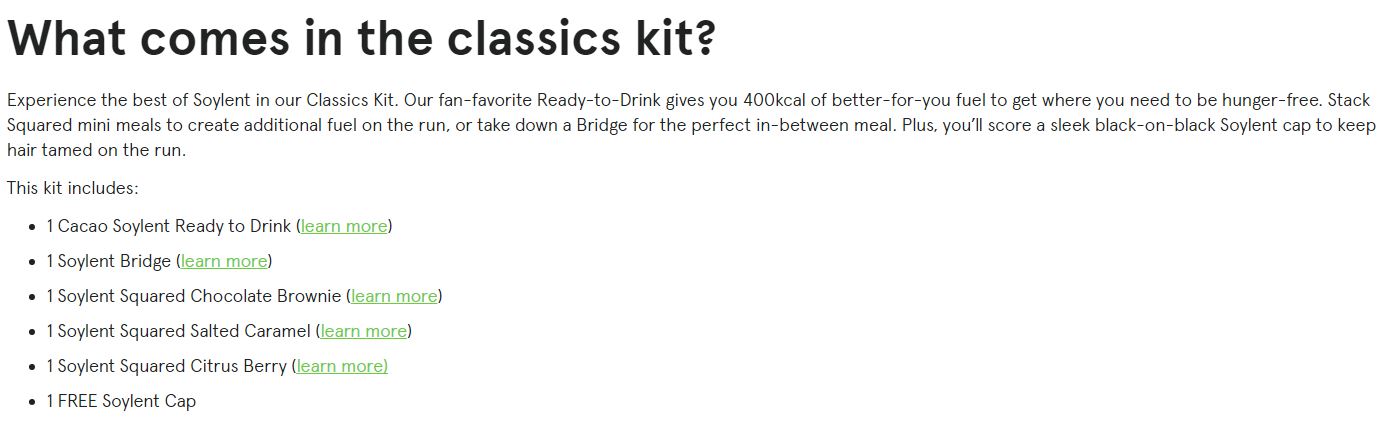 What comes in the classics kit?
Experience the best of Soylent in our Classics Kit. Our fan-favorite Ready-to-Drink gives you 400kcal of better-for-you fuel to get where you need to be hunger-free. Stack
Squared mini meals to create additional fuel on the run, or take down a Bridge for the perfect in-between meal. Plus, you’ll score a sleek black-on-black Soylent cap to keep
hair tamed on the run.
This kit includes:
• 1 Cacao Soylent Ready to Drink (learn more)
• 1 Soylent Bridge (learn more)
• 1 Soylent Squared Chocolate Brownie (learn more)
• 1 Soylent Squared Salted Caramel (learn more)
• 1 Soylent Squared Citrus Berry (learn more)
• 1 FREE Soylent Cap